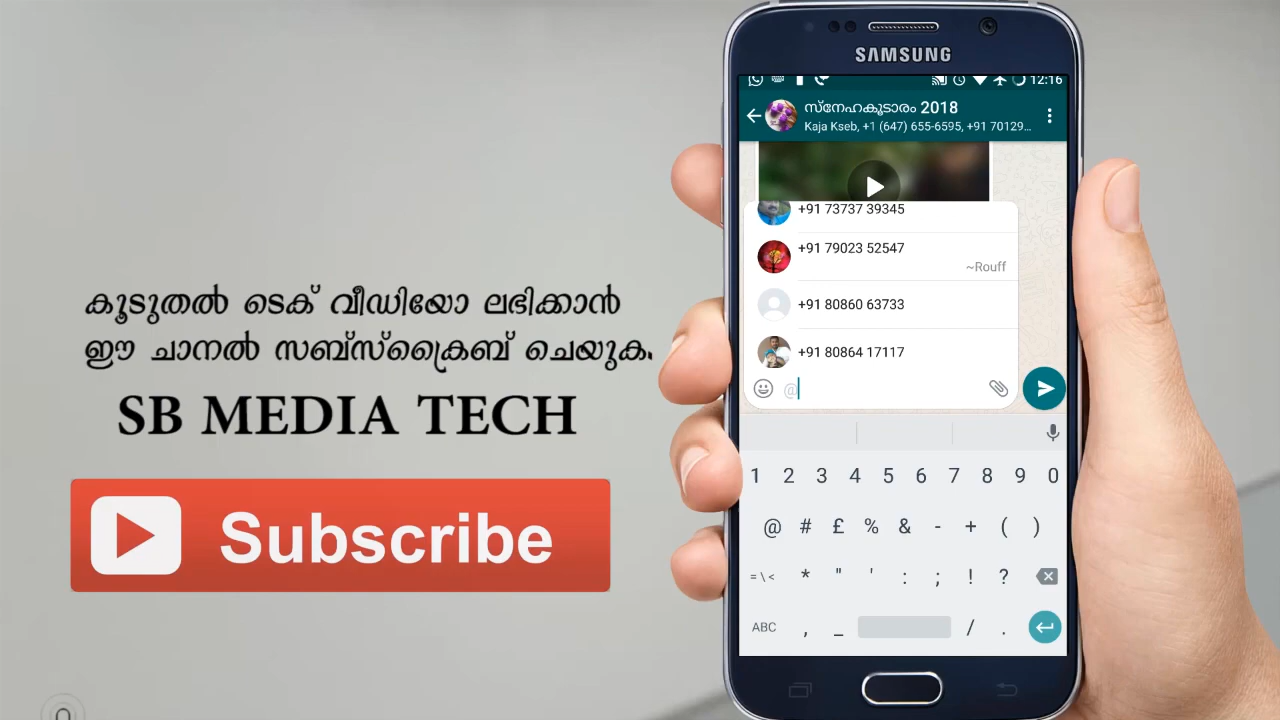 കൂടുതൽ ടെക് വീഡിയോ ലഭിക്കാൻ
ഈ ചാനൽ സബ്സ്ക്രൈബ് ചെയുക.
SB MEDIA TECH
Subscribe
SAMSUNG
12:16
സ്നേഹകൂടാരം 2018
Kaja Kseb, +1 (647) 655-6595, +91 70129...
+91 73737 39345
+91 79023 52547
~Rouff
+91 80860 63733
+91 80864 17117
@
1 2 3 4 5 6 7 8 9 0
@ # £ % & - + ( )
= \ < * " ' : ; ! ?
ABC , _ / .